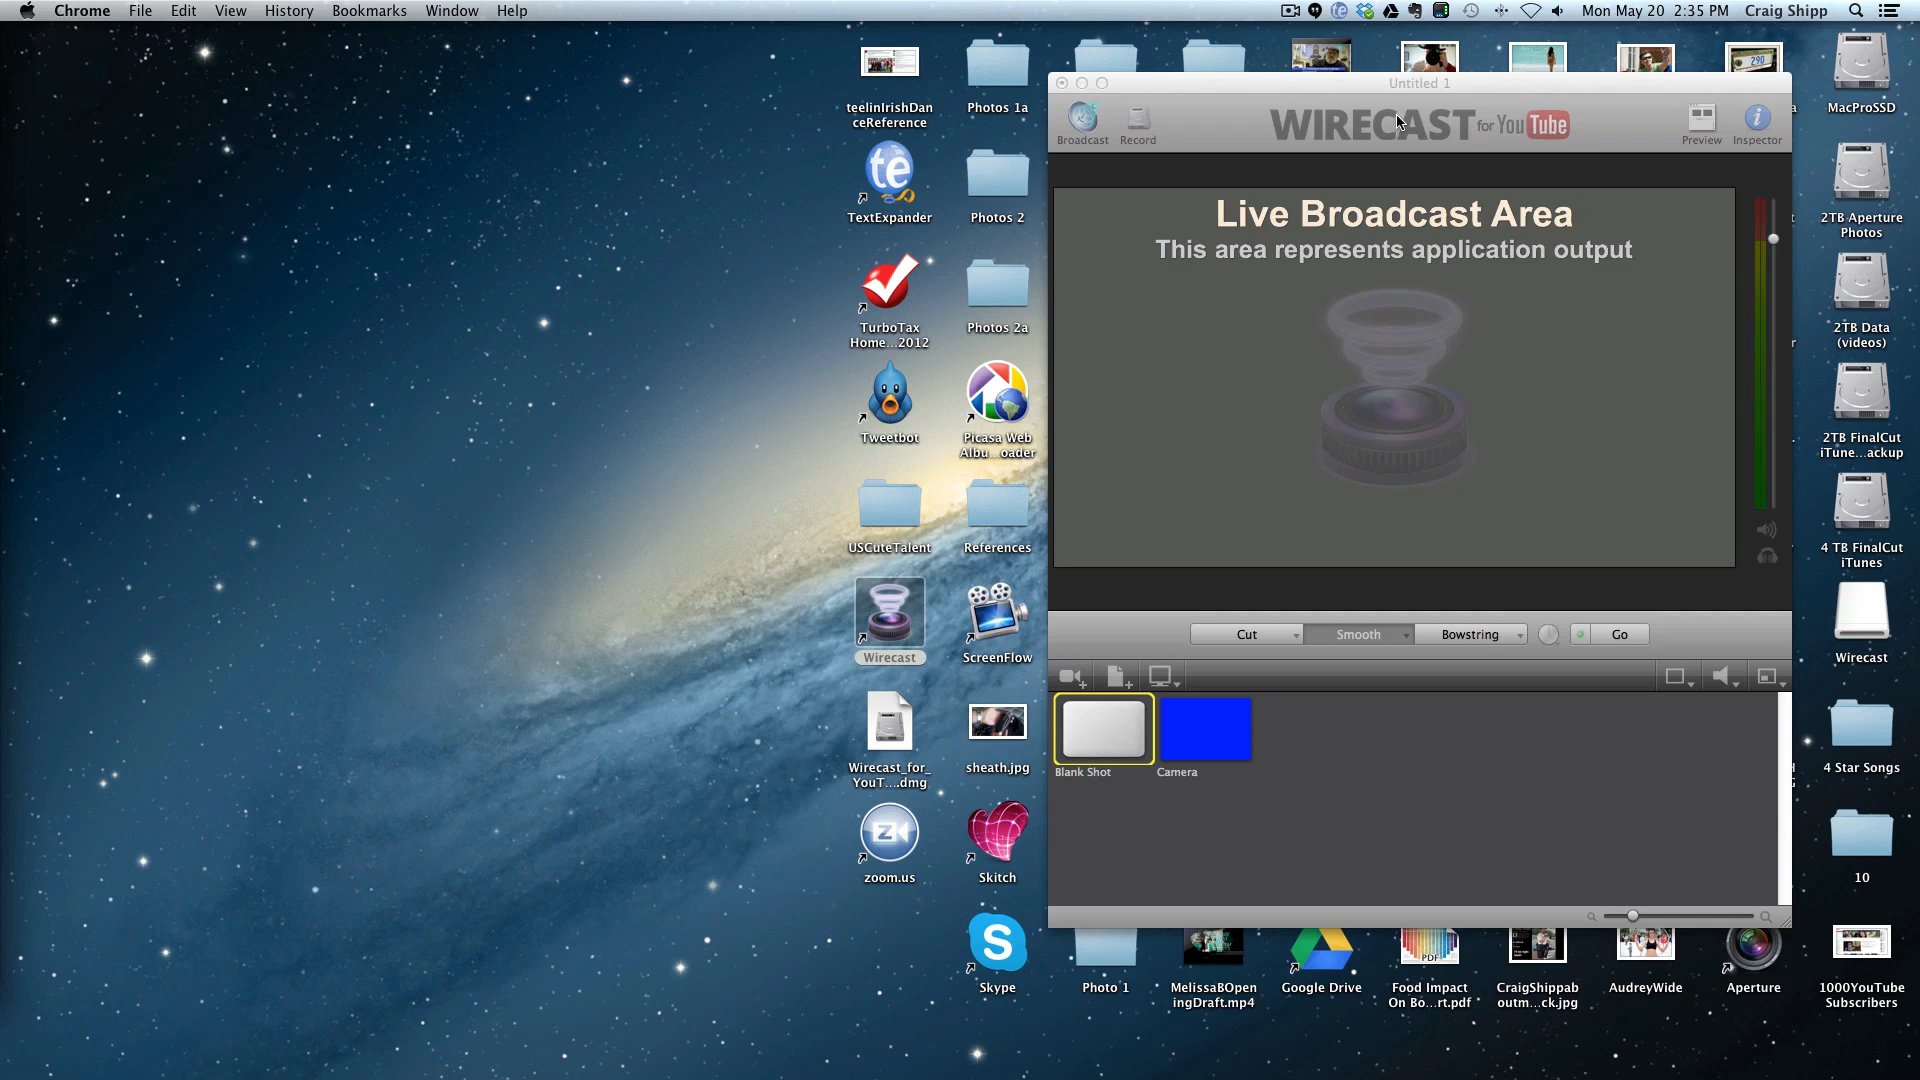 Chrome File Edit View History Bookmarks Window Help
Mon May 20 2:35 PM Craig Shipp
teelinIrishDan
ceReference
Photos 1a
MacProSSD
TextExpander
Photos 2
2TB Aperture
Photos
TurboTax
Home...2012
Photos 2a
2TB Data
(videos)
Tweetbot
Picasa Web
Albu...oader
2TB FinalCut
iTune...ackup
USCuteTalent
References
4 TB FinalCut
iTunes
Wirecast
ScreenFlow
Wirecast
Wirecast_for_
YouT....dmg
sheath.jpg
4 Star Songs
zoom.us
Skitch
10
Skype
Photo 1
MelissaBOpen
ingDraft.mp4
Google Drive
PDF
Food Impact
On Bo...rt.pdf
CraigShippab
outm...ck.jpg
AudreyWide
Aperture
1000YouTube
Subscribers
290
te
Untitled 1
Broadcast
Record
WIRECAST for YouTube
Preview
Inspector
Live Broadcast Area
This area represents application output
Cut
Smooth
Bowstring
Go
Blank Shot
Camera